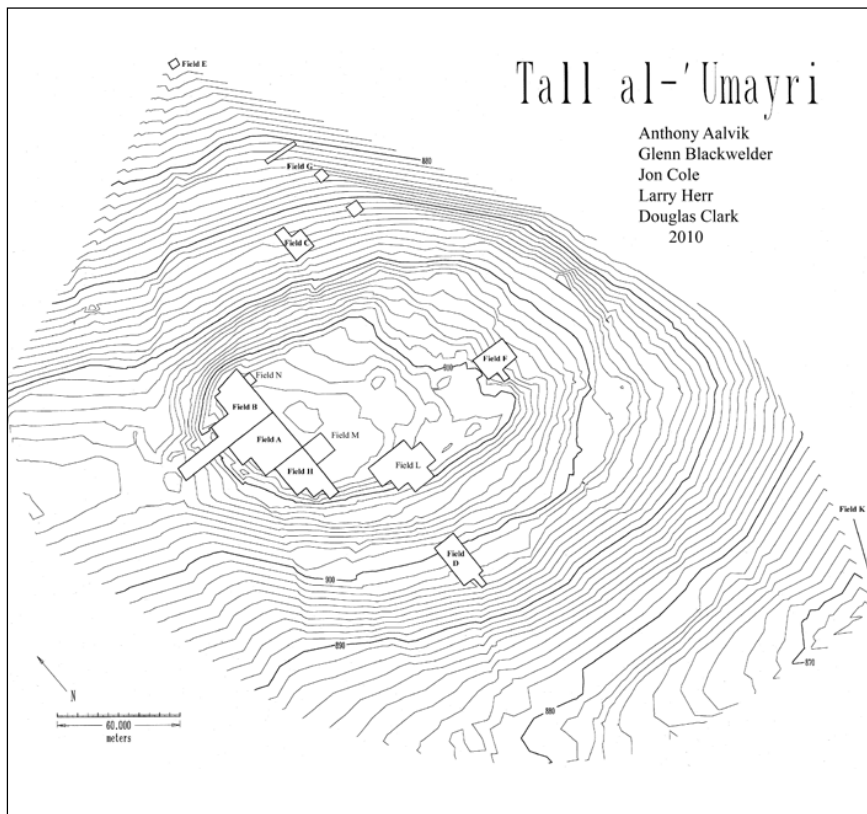 Tall al-'Umayri
Anthony Aalvik
Glenn Blackwelder
Jon Cole
Larry Herr
Douglas Clark
2010
Field E
880
Field G
Field C
Field F
910
Field N
Field B
Field A
Field M
Field H
Field L
Field K
Field
D
900
890
870
880
N
60.000
meters